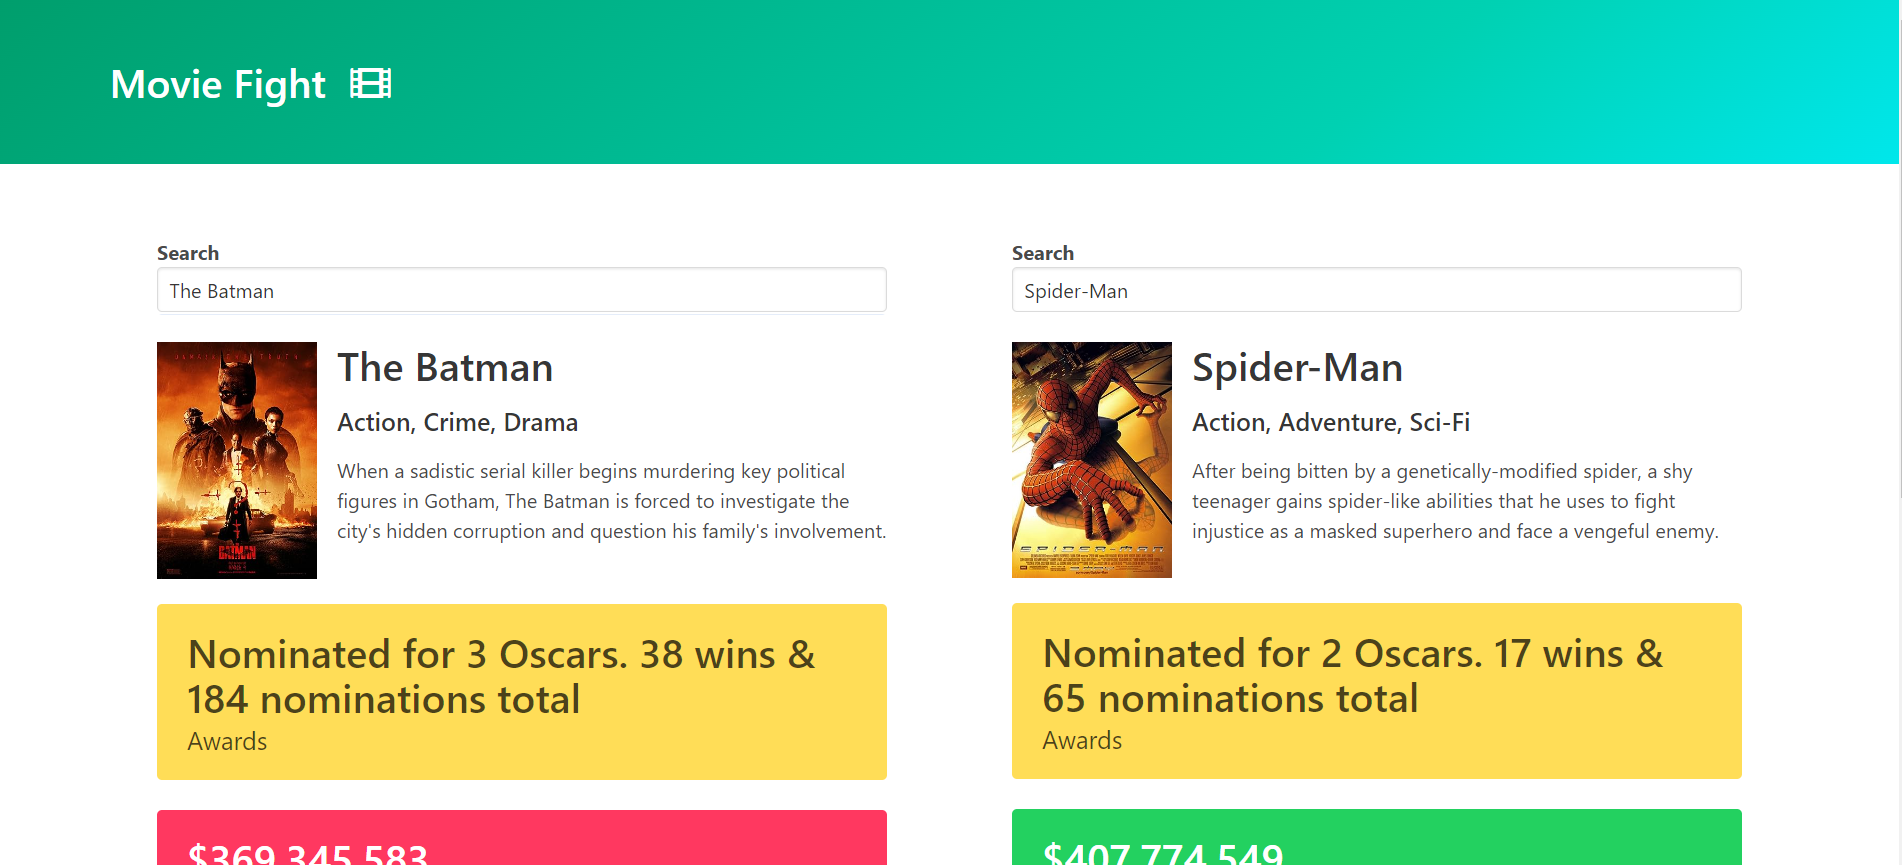 Movie Fight
Search
The Batman
The Batman
Action, Crime, Drama
When a sadistic serial killer begins murdering key political
figures in Gotham, The Batman is forced to investigate the
city's hidden corruption and question his family's involvement.
BATMAN
Nominated for 3 Oscars. 38 wins &
184 nominations total
Awards
$369,345,583
Search
Spider-Man
Spider-Man
Action, Adventure, Sci-Fi
After being bitten by a genetically-modified spider, a shy
teenager gains spider-like abilities that he uses to fight
injustice as a masked superhero and face a vengeful enemy.
SPIDER-MAN
Nominated for 2 Oscars. 17 wins &
65 nominations total
Awards
$407,774,549